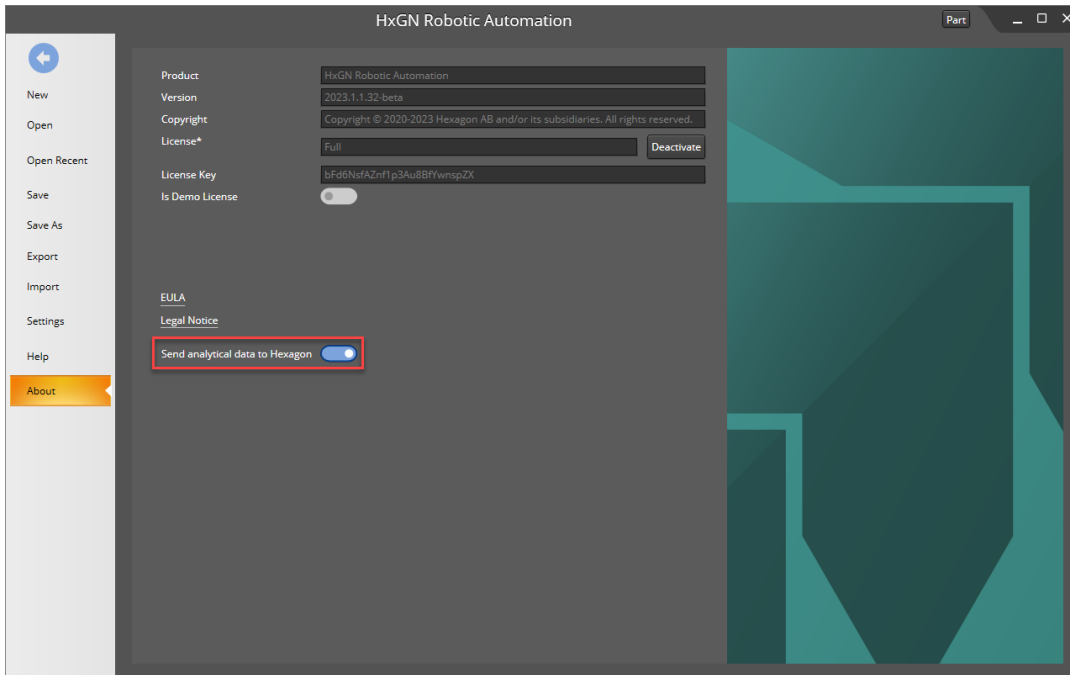 HxGN Robotic Automation
Part
New
Open
Open Recent
Save
Save As
Export
Import
Settings
Help
About
Product HxGN Robotic Automation
Version 2023.1.1.32-beta
Copyright Copyright © 2020-2023 Hexagon AB and/or its subsidiaries. All rights reserved.
License* Full Deactivate
License Key bFd6NsfAZnf1p3Au8BfYwnspZX
Is Demo License
EULA
Legal Notice
Send analytical data to Hexagon